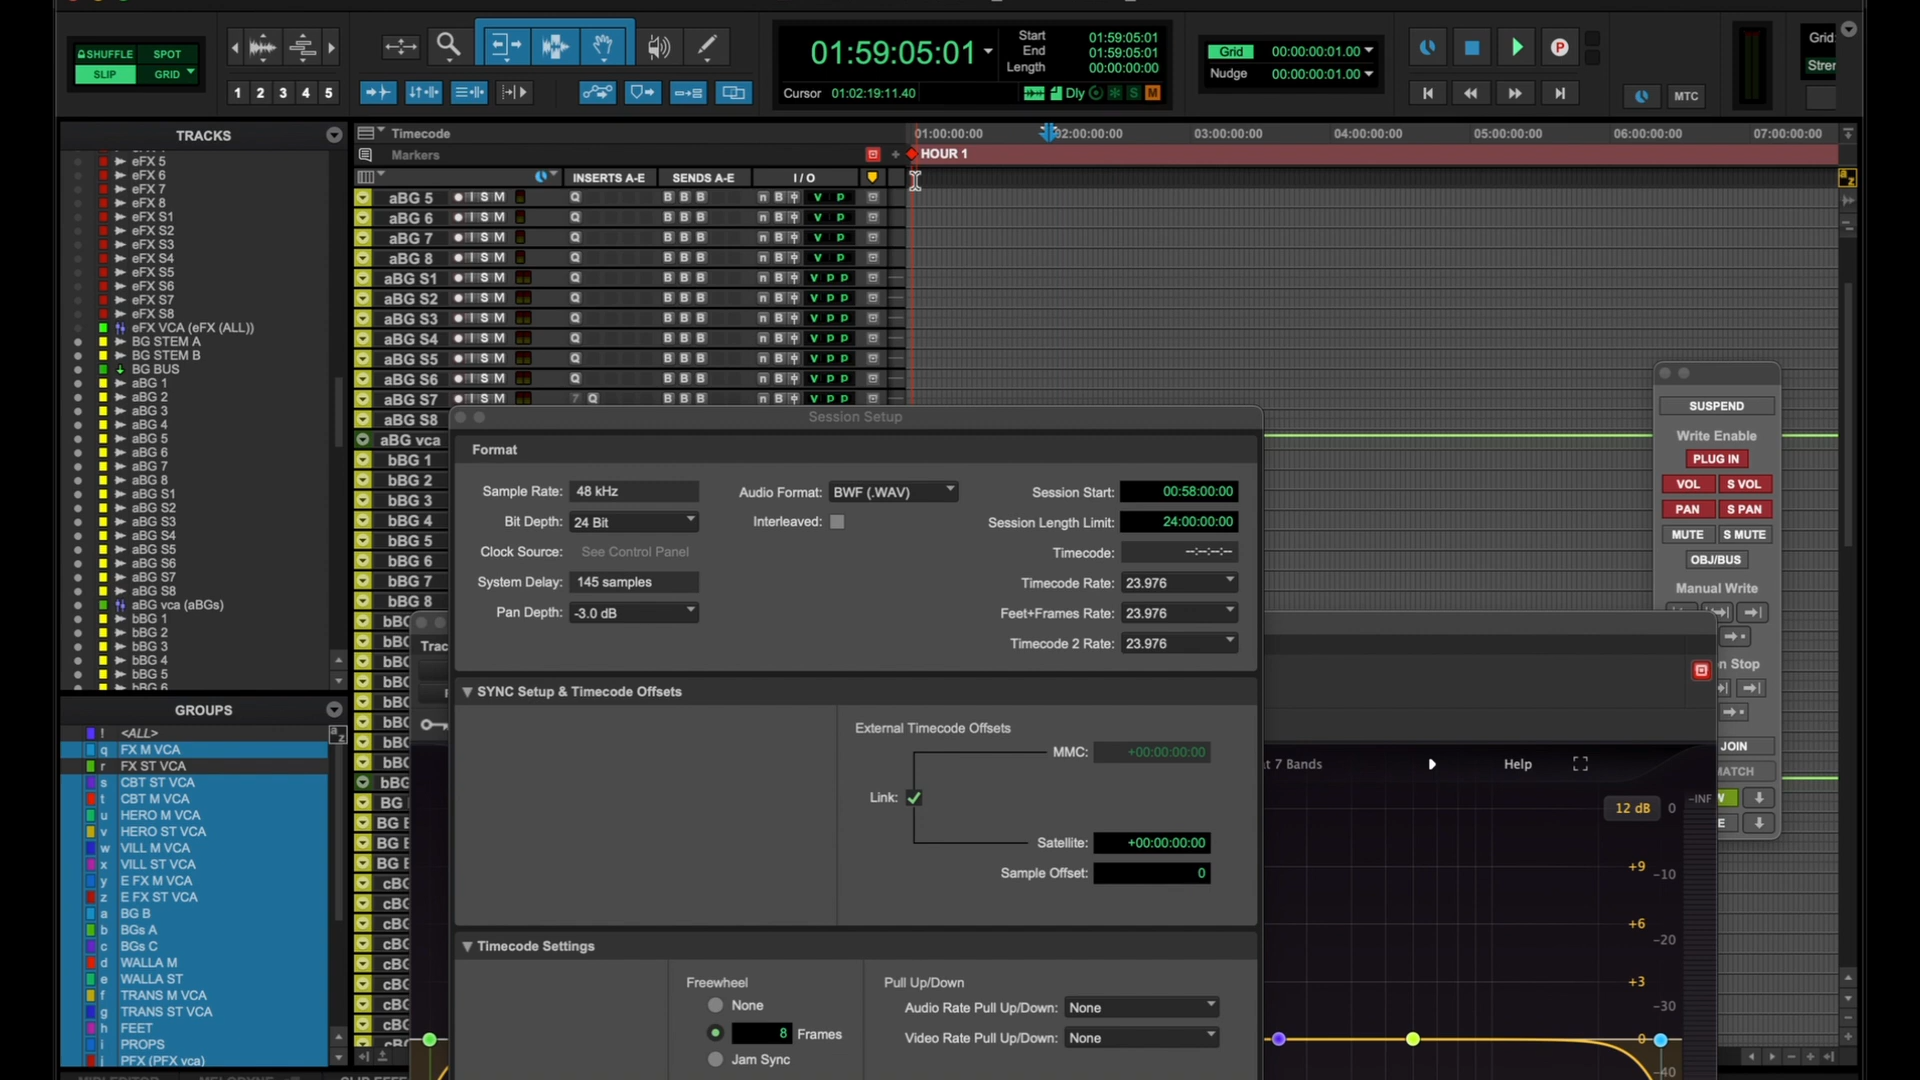 SHUFFLE SPOT
SLIP GRID
1 2 3 4 5
01:59:05:01
Start 01:59:05:01
End 01:59:05:01
Length 00:00:00:00
Cursor 01:02:19:11.40
Dly S M
Grid 00:00:00:01.00
Nudge 00:00:00:01.00
P
MTC
Grid:
TRACKS
eFX 5
eFX 6
eFX 7
eFX 8
eFX S1
eFX S2
eFX S3
eFX S4
eFX S5
eFX S6
eFX S7
eFX S8
eFX VCA (eFX (ALL))
BG STEM A
BG STEM B
BG BUS
aBG 1
aBG 2
aBG 3
aBG 4
aBG 5
aBG 6
aBG 7
aBG 8
aBG S1
aBG S2
aBG S3
aBG S4
aBG S5
aBG S6
aBG S7
aBG S8
aBG vca (aBGs)
bBG 1
bBG 2
bBG 3
bBG 4
bBG 5
bBG 6
GROUPS
! <ALL>
q FX M VCA
r FX ST VCA
s CBT ST VCA
t CBT M VCA
u HERO M VCA
v HERO ST VCA
w VILL M VCA
x VILL ST VCA
y E FX M VCA
z E FX ST VCA
a BG B
b BGs A
c BGs C
d WALLA M
e WALLA ST
f TRANS M VCA
g TRANS ST VCA
h FEET
i PROPS
j PFX (PFX vca)
Timecode 01:00:00:00 02:00:00:00 03:00:00:00 04:00:00:00 05:00:00:00 06:00:00:00 07:00:00:00
Markers HOUR 1
INSERTS A-E SENDS A-E I / O
aBG 5 I S M Q B B B n B v p
aBG 6 I S M Q B B B n B v p
aBG 7 I S M Q B B B n B v p
aBG 8 I S M Q B B B n B v p
aBG S1 I S M Q B B B n B v p p
aBG S2 I S M Q B B B n B v p p
aBG S3 I S M Q B B B n B v p p
aBG S4 I S M Q B B B n B v p p
aBG S5 I S M Q B B B n B v p p
aBG S6 I S M Q B B B n B v p p
aBG S7 I S M 7 Q B B B n B v p p
aBG S8
aBG vca
bBG 1
bBG 2
bBG 3
bBG 4
bBG 5
bBG 6
bBG 7
bBG 8
Session Setup
Format
Sample Rate: 48 kHz
Bit Depth: 24 Bit
Clock Source: See Control Panel
System Delay: 145 samples
Pan Depth: -3.0 dB
Audio Format: BWF (.WAV)
Interleaved:
Session Start: 00:58:00:00
Session Length Limit: 24:00:00:00
Timecode: --:--:--:--
Timecode Rate: 23.976
Feet+Frames Rate: 23.976
Timecode 2 Rate: 23.976
SYNC Setup & Timecode Offsets
External Timecode Offsets
MMC: +00:00:00:00
Link:
Satellite: +00:00:00:00
Sample Offset: 0
Timecode Settings
Freewheel
None
8 Frames
Jam Sync
Pull Up/Down
Audio Rate Pull Up/Down: None
Video Rate Pull Up/Down: None
SUSPEND
Write Enable
PLUG IN
VOL S VOL
PAN S PAN
MUTE S MUTE
OBJ/BUS
Manual Write
n Stop
JOIN
7 Bands
Help
12 dB 0 -INF
+9 -10
+6 -20
+3 -30
0 -40